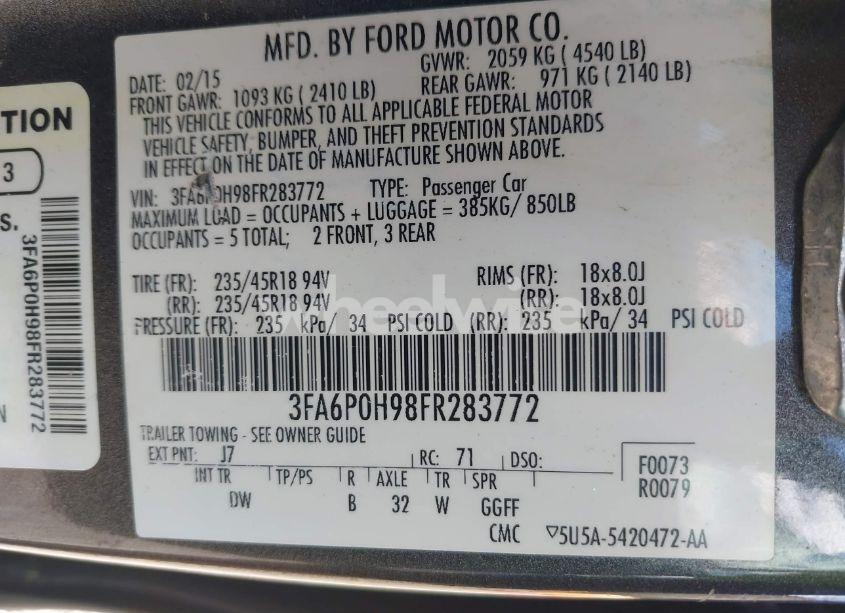 TION
3
S.
3FA6P0H98FR283772
N
MFD. BY FORD MOTOR CO.
DATE: 02/15
GVWR: 2059 KG ( 4540 LB)
FRONT GAWR: 1093 KG ( 2410 LB)
REAR GAWR: 971 KG ( 2140 LB)
THIS VEHICLE CONFORMS TO ALL APPLICABLE FEDERAL MOTOR
VEHICLE SAFETY, BUMPER, AND THEFT PREVENTION STANDARDS
IN EFFECT ON THE DATE OF MANUFACTURE SHOWN ABOVE.
VIN: 3FA6P0H98FR283772 TYPE: Passenger Car
MAXIMUM LOAD = OCCUPANTS + LUGGAGE = 385KG/ 850LB
OCCUPANTS = 5 TOTAL; 2 FRONT, 3 REAR
TIRE (FR): 235/45R18 94V RIMS (FR): 18x8.0J
(RR): 235/45R18 94V (RR): 18x8.0J
PRESSURE (FR): 235 kPa/ 34 PSI COLD (RR): 235 kPa/ 34 PSI COLD
3FA6P0H98FR283772
TRAILER TOWING - SEE OWNER GUIDE
EXT PNT: J7 RC: 71 DSO:
F0073
R0079
INT TR TP/PS R AXLE TR SPR
DW B 32 W GGFF
CMC ▽5U5A-5420472-AA